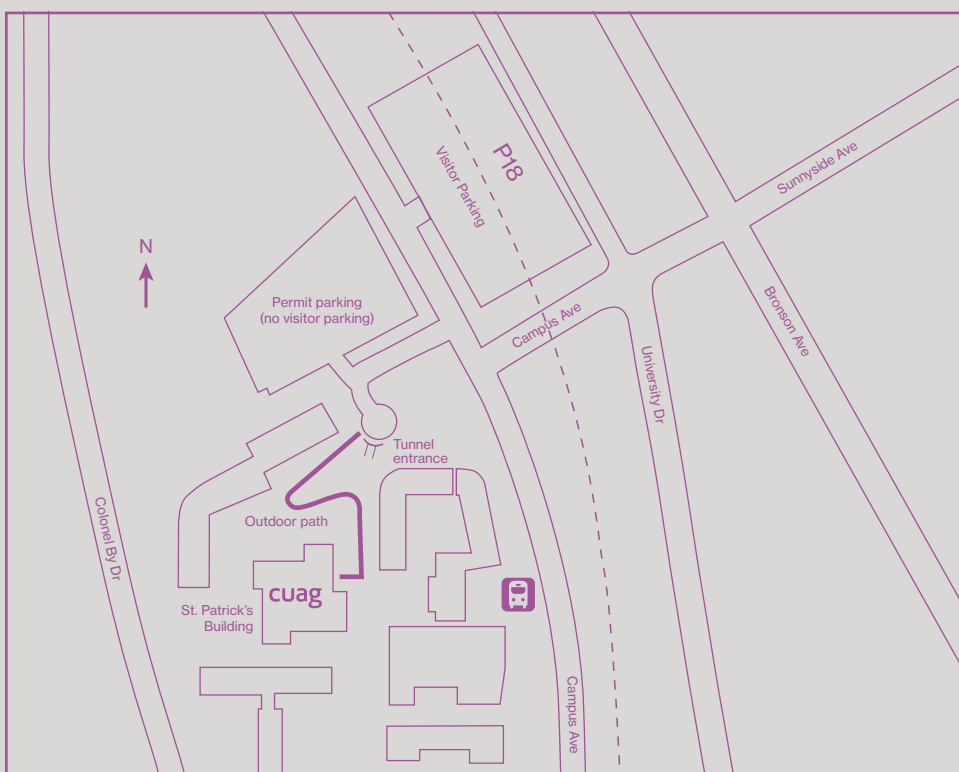 P18
Visitor Parking
Sunnyside Ave
N
Permit parking
(no visitor parking)
Campus Ave
Bronson Ave
University Dr
Tunnel
entrance
Colonel By Dr
Outdoor path
cuag
St. Patrick's
Building
Campus Ave